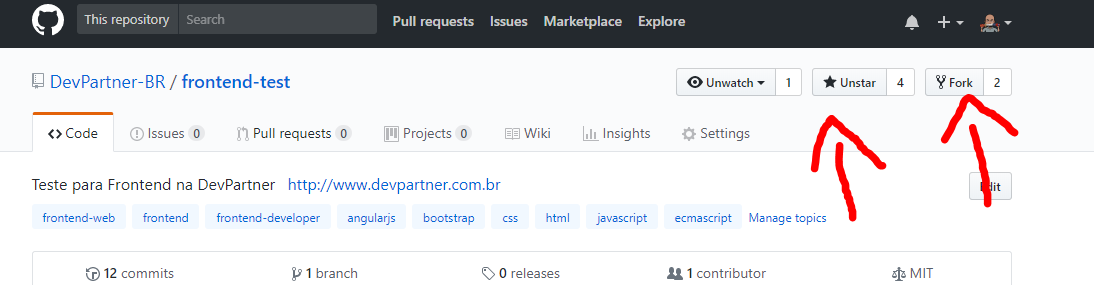 This repository Search Pull requests Issues Marketplace Explore
DevPartner-BR / frontend-test Unwatch 1 Unstar 4 Fork 2
Code Issues 0 Pull requests 0 Projects 0 Wiki Insights Settings
Teste para Frontend na DevPartner http://www.devpartner.com.br Edit
frontend-web frontend frontend-developer angularjs bootstrap css html javascript ecmascript Manage topics
12 commits 1 branch 0 releases 1 contributor MIT